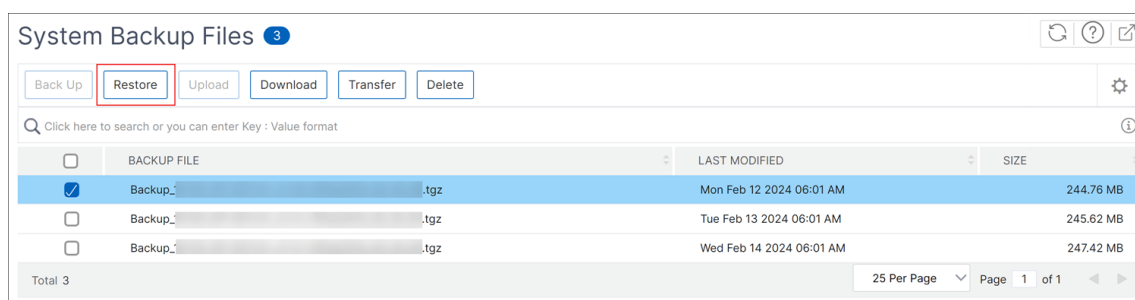 System Backup Files 3
Back Up Restore Upload Download Transfer Delete
Click here to search or you can enter Key : Value format
BACKUP FILE LAST MODIFIED SIZE
Backup_ .tgz Mon Feb 12 2024 06:01 AM 244.76 MB
Backup_ .tgz Tue Feb 13 2024 06:01 AM 245.62 MB
Backup_ .tgz Wed Feb 14 2024 06:01 AM 247.42 MB
Total 3 25 Per Page Page 1 of 1